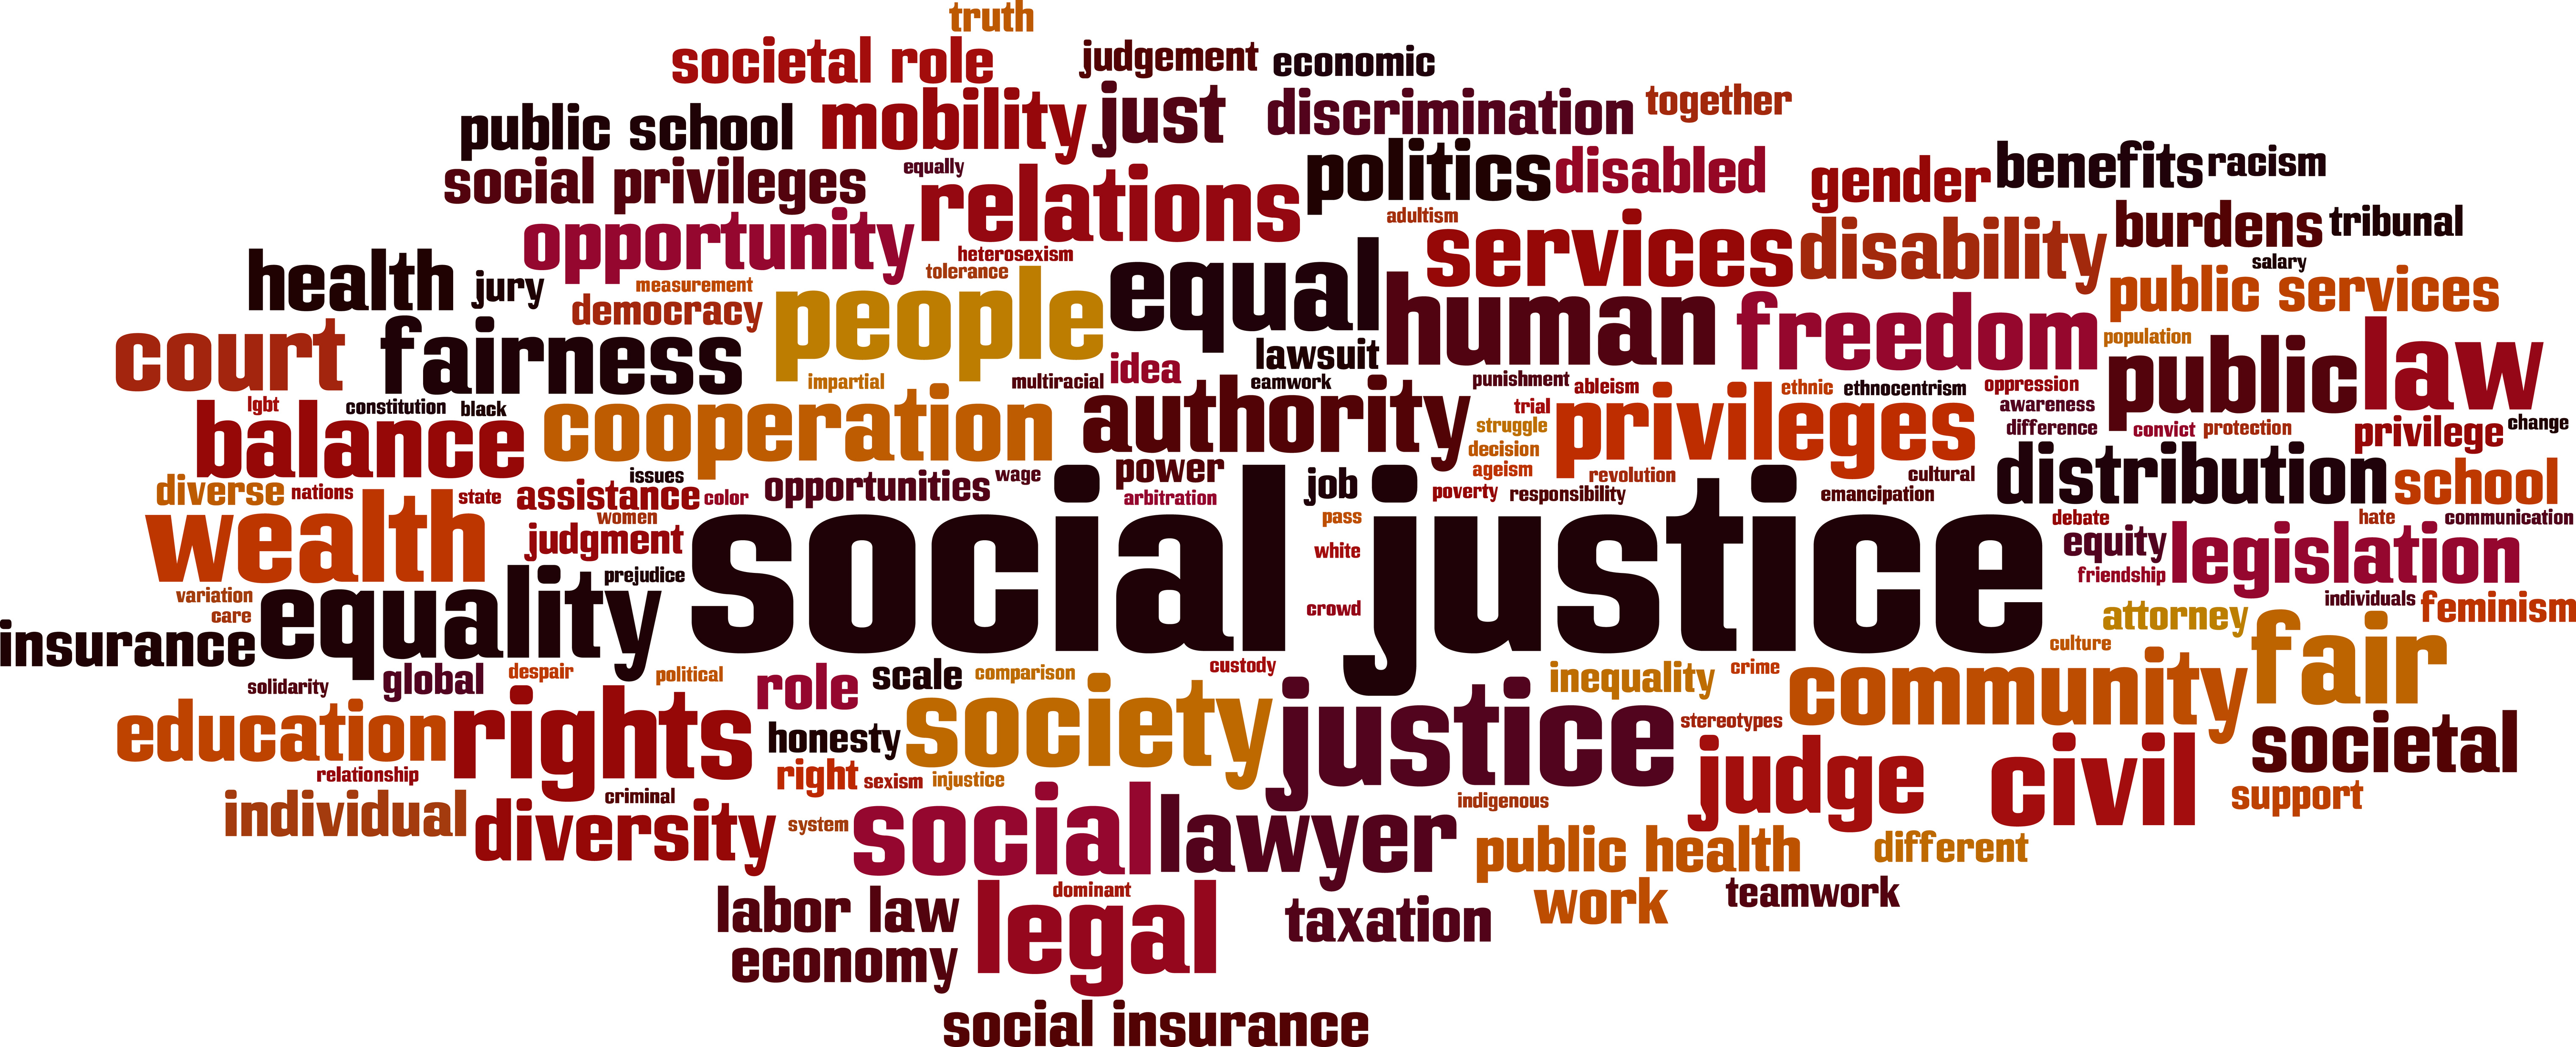 truth
societal role
judgement
economic
public school
mobility
just
discrimination
together
social privileges
equally
relations
politics
disabled
gender
benefits
racism
opportunity
heterosexism
tolerance
adultism
services
disability
burdens
tribunal
salary
health
jury
measurement
democracy
people
equal
human
freedom
public services
population
court
fairness
impartial
multiracial
idea
lawsuit
eamwork
punishment
ableism
ethnic
ethnocentrism
oppression
public
law
lgbt
constitution
black
balance
cooperation
authority
trial
struggle
decision
ageism
privileges
awareness
difference
convict
protection
privilege
change
diverse
nations
state
issues
assistance
color
women
opportunities
wage
power
arbitration
job
poverty
responsibility
revolution
cultural
emancipation
distribution
school
wealth
judgment
prejudice
social justice
pass
white
crowd
debate
hate
communication
equity
legislation
friendship
variation
care
insurance
equality
individuals
feminism
attorney
fair
culture
solidarity
global
despair
political
role
scale
comparison
custody
inequality
crime
community
education
rights
honesty
society
justice
stereotypes
societal
relationship
right
sexism
injustice
judge
civil
support
individual
criminal
diversity
system
social
lawyer
indigenous
public health
different
dominant
labor law
legal
taxation
work
teamwork
economy
social insurance